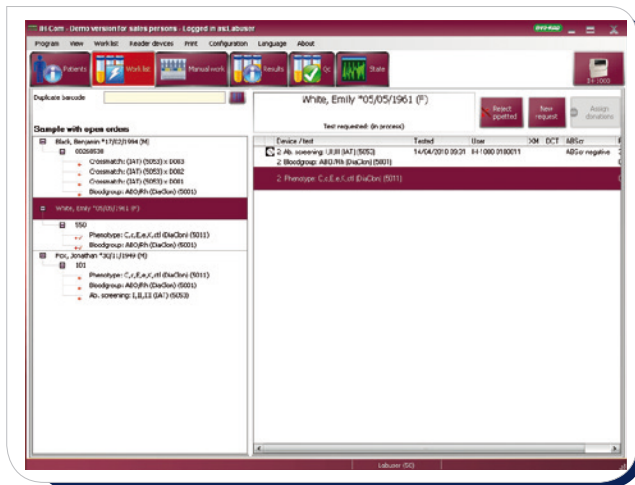 IH-Com - Demo version for sales persons - Logged in as: Labuser
BIO-RAD
Program View Work list Reader devices Print Configuration Language About
Patients Work list Manual work Results QC Stats IH-1000
Duplicate barcode
White, Emily *05/05/1961 (F)
Test requested: (in process)
Reject pipetted
New request
Assign donations
Sample with open orders
Device / test Tested User XM DCT ABScr
Black, Benjamin *17/02/1994 (M)
00268538
Crossmatch: (IAT) (5053) x D083
Crossmatch: (IAT) (5053) x D082
Crossmatch: (IAT) (5053) x D081
Bloodgroup: ABO/Rh (DiaClon) (5001)
White, Emily *05/05/1961 (F)
550
Phenotype: C,c,E,e,K,ctl (DiaClon) (5011)
Bloodgroup: ABO/Rh (DiaClon) (5001)
Fox, Jonathan *30/11/1949 (M)
101
Phenotype: C,c,E,e,K,ctl (DiaClon) (5011)
Bloodgroup: ABO/Rh (DiaClon) (5001)
Ab. screening: I,II,III (IAT) (5053)
2 Ab. screening: I,II,III (IAT) (5053) 14/04/2010 09:31 IH-1000 0100011 ABScr negative
2 Bloodgroup: ABO/Rh (DiaClon) (5001)
2 Phenotype: C,c,E,e,K,ctl (DiaClon) (5011)
Labuser (SC)